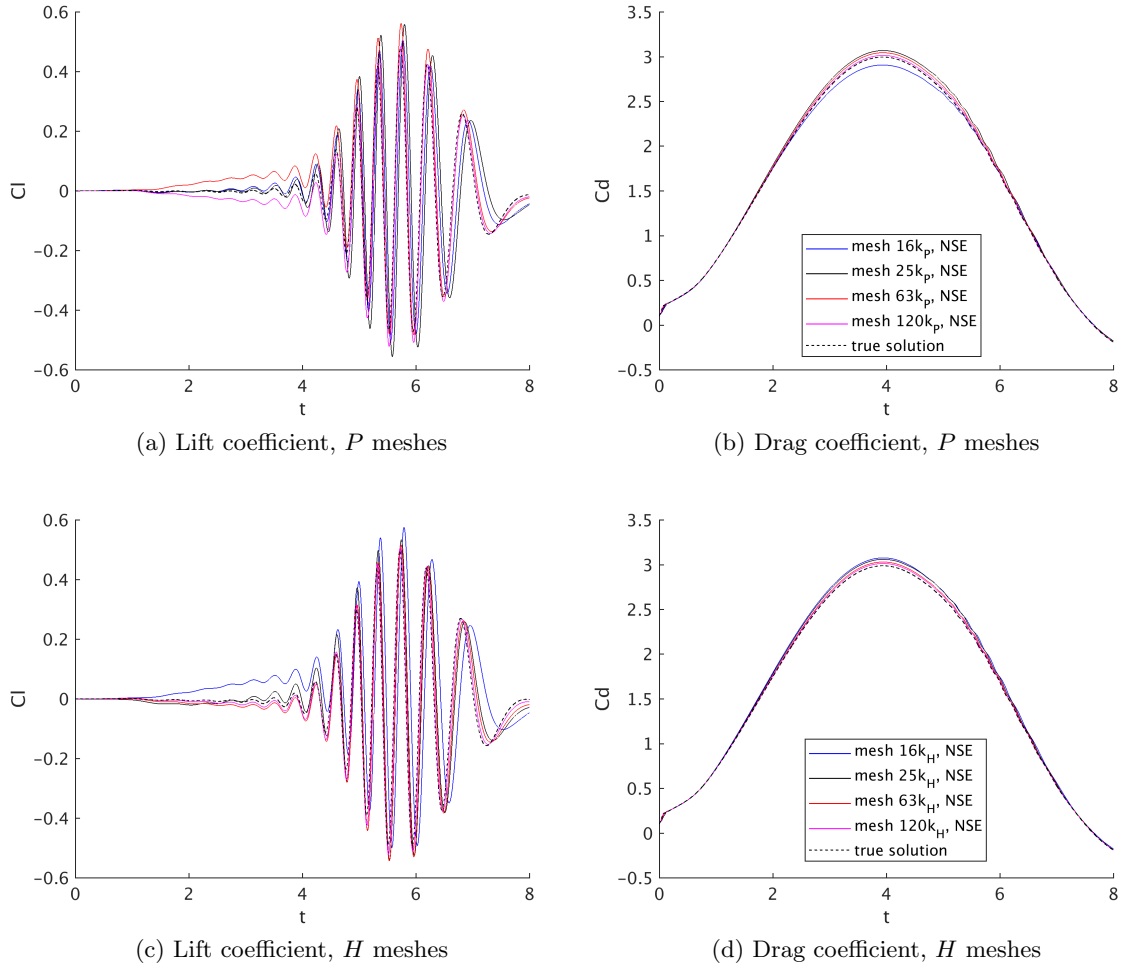 0.6
0.4
0.2
0
−0.2
−0.4
−0.6
Cl
0 2 4 6 8
t
(a) Lift coefficient, P meshes
3.5
3
2.5
2
1.5
1
0.5
0
−0.5
Cd
mesh 16k_P, NSE
mesh 25k_P, NSE
mesh 63k_P, NSE
mesh 120k_P, NSE
true solution
0 2 4 6 8
t
(b) Drag coefficient, P meshes
0.6
0.4
0.2
0
−0.2
−0.4
−0.6
Cl
0 2 4 6 8
t
(c) Lift coefficient, H meshes
3.5
3
2.5
2
1.5
1
0.5
0
−0.5
Cd
mesh 16k_H, NSE
mesh 25k_H, NSE
mesh 63k_H, NSE
mesh 120k_H, NSE
true solution
0 2 4 6 8
t
(d) Drag coefficient, H meshes